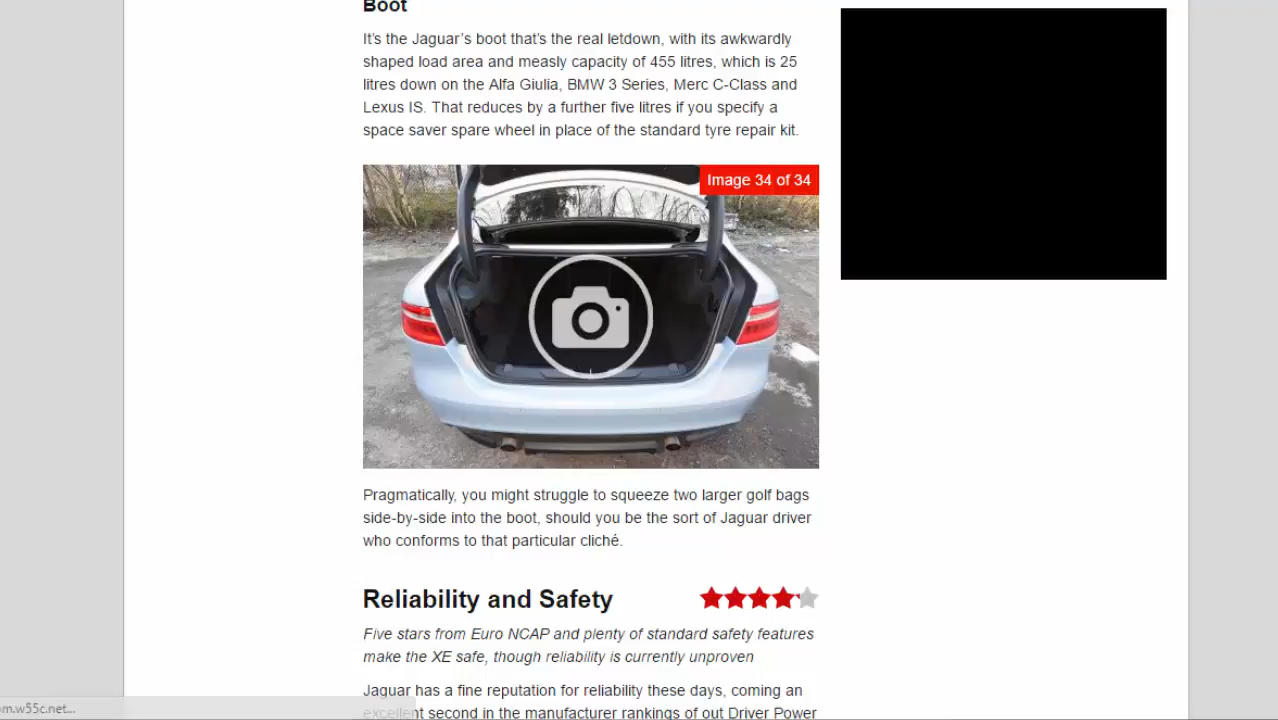 Boot
It's the Jaguar's boot that's the real letdown, with its awkwardly
shaped load area and measly capacity of 455 litres, which is 25
litres down on the Alfa Giulia, BMW 3 Series, Merc C-Class and
Lexus IS. That reduces by a further five litres if you specify a
space saver spare wheel in place of the standard tyre repair kit.
Image 34 of 34
Pragmatically, you might struggle to squeeze two larger golf bags
side-by-side into the boot, should you be the sort of Jaguar driver
who conforms to that particular cliché.
Reliability and Safety
Five stars from Euro NCAP and plenty of standard safety features
make the XE safe, though reliability is currently unproven
Jaguar has a fine reputation for reliability these days, coming an
excellent second in the manufacturer rankings of out Driver Power
om.w55c.net...